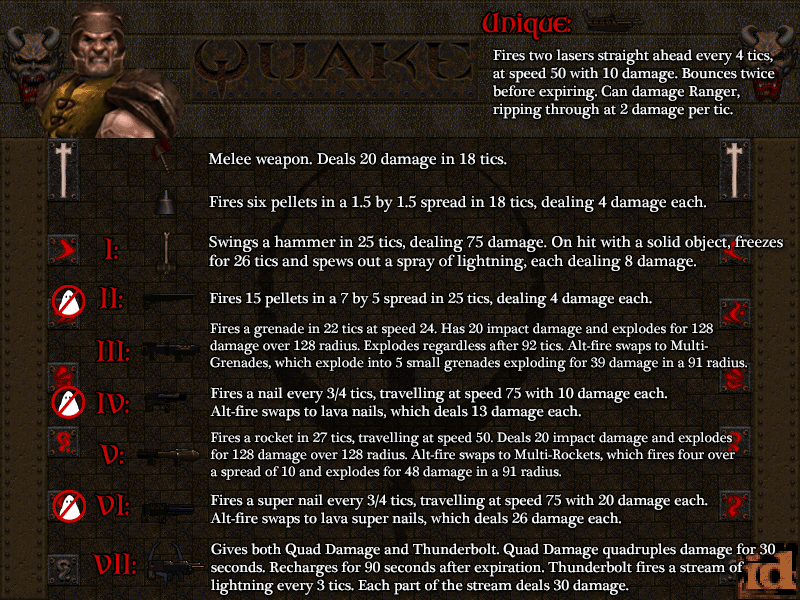 Unique:
QUAKE
Fires two lasers straight ahead every 4 tics,
at speed 50 with 10 damage. Bounces twice
before expiring. Can damage Ranger,
ripping through at 2 damage per tic.
Melee weapon. Deals 20 damage in 18 tics.
Fires six pellets in a 1.5 by 1.5 spread in 18 tics, dealing 4 damage each.
I:
Swings a hammer in 25 tics, dealing 75 damage. On hit with a solid object, freezes
for 26 tics and spews out a spray of lightning, each dealing 8 damage.
II:
Fires 15 pellets in a 7 by 5 spread in 25 tics, dealing 4 damage each.
III:
Fires a grenade in 22 tics at speed 24. Has 20 impact damage and explodes for 128
damage over 128 radius. Explodes regardless after 92 tics. Alt-fire swaps to Multi-
Grenades, which explode into 5 small grenades exploding for 39 damage in a 91 radius.
IV:
Fires a nail every 3/4 tics, travelling at speed 75 with 10 damage each.
Alt-fire swaps to lava nails, which deals 13 damage each.
V:
Fires a rocket in 27 tics, travelling at speed 50. Deals 20 impact damage and explodes
for 128 damage over 128 radius. Alt-fire swaps to Multi-Rockets, which fires four over
a spread of 10 and explodes for 48 damage in a 91 radius.
VI:
Fires a super nail every 3/4 tics, travelling at speed 75 with 20 damage each.
Alt-fire swaps to lava super nails, which deals 26 damage each.
VII:
Gives both Quad Damage and Thunderbolt. Quad Damage quadruples damage for 30
seconds. Recharges for 90 seconds after expiration. Thunderbolt fires a stream of
lightning every 3 tics. Each part of the stream deals 30 damage.
id